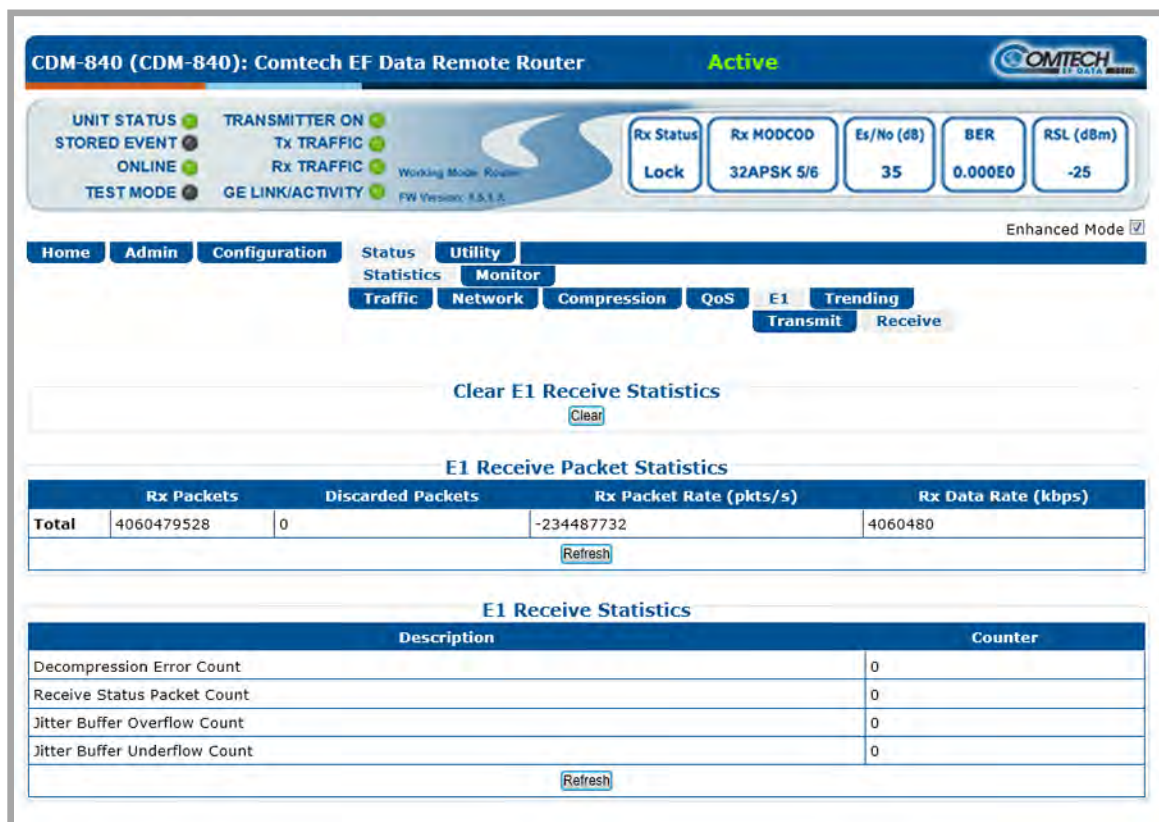 CDM-840 (CDM-840): Comtech EF Data Remote Router Active COMTECH EF DATA
UNIT STATUS TRANSMITTER ON
STORED EVENT Tx TRAFFIC
ONLINE Rx TRAFFIC Working Mode: Router
TEST MODE GE LINK/ACTIVITY FW Version:
Rx Status Rx MODCOD Es/No (dB) BER RSL (dBm)
Lock 32APSK 5/6 35 0.000E0 -25
Enhanced Mode
Home Admin Configuration Status Utility
Statistics Monitor
Traffic Network Compression QoS E1 Trending
Transmit Receive
Clear E1 Receive Statistics
Clear
E1 Receive Packet Statistics
Rx Packets Discarded Packets Rx Packet Rate (pkts/s) Rx Data Rate (kbps)
Total 4060479528 0 -234487732 4060480
Refresh
E1 Receive Statistics
Description Counter
Decompression Error Count 0
Receive Status Packet Count 0
Jitter Buffer Overflow Count 0
Jitter Buffer Underflow Count 0
Refresh